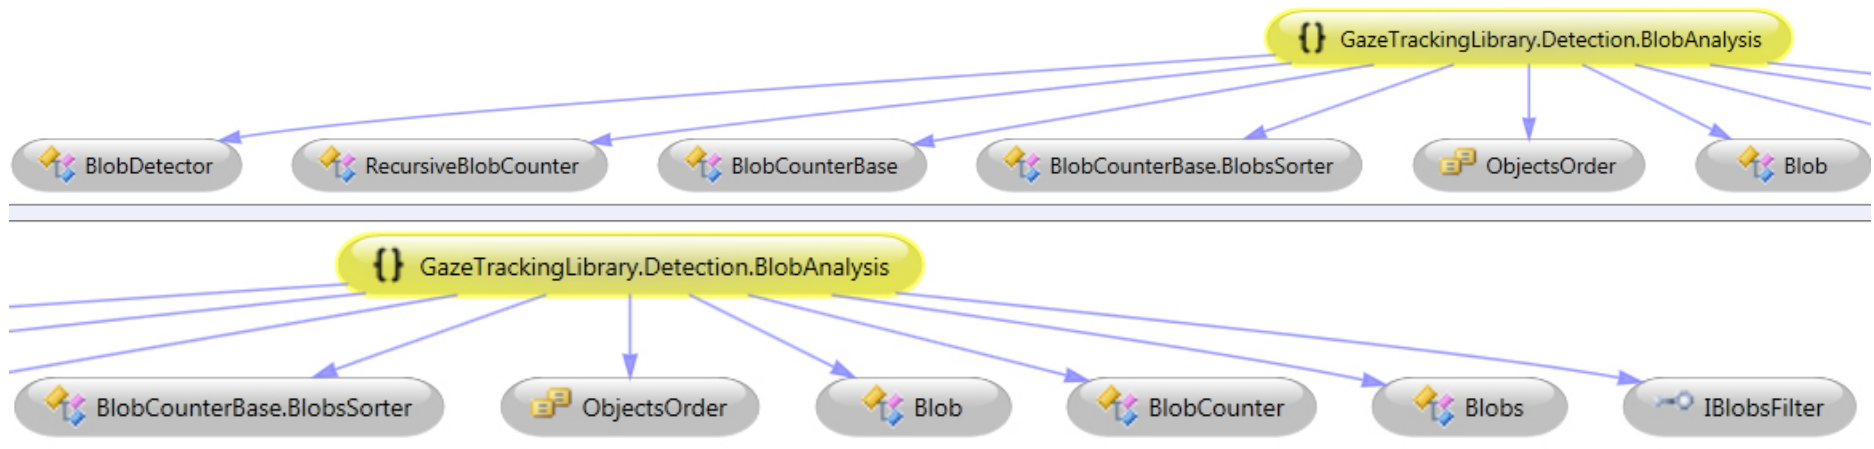 {} GazeTrackingLibrary.Detection.BlobAnalysis
BlobDetector
RecursiveBlobCounter
BlobCounterBase
BlobCounterBase.BlobsSorter
ObjectsOrder
Blob
{} GazeTrackingLibrary.Detection.BlobAnalysis
BlobCounterBase.BlobsSorter
ObjectsOrder
Blob
BlobCounter
Blobs
IBlobsFilter